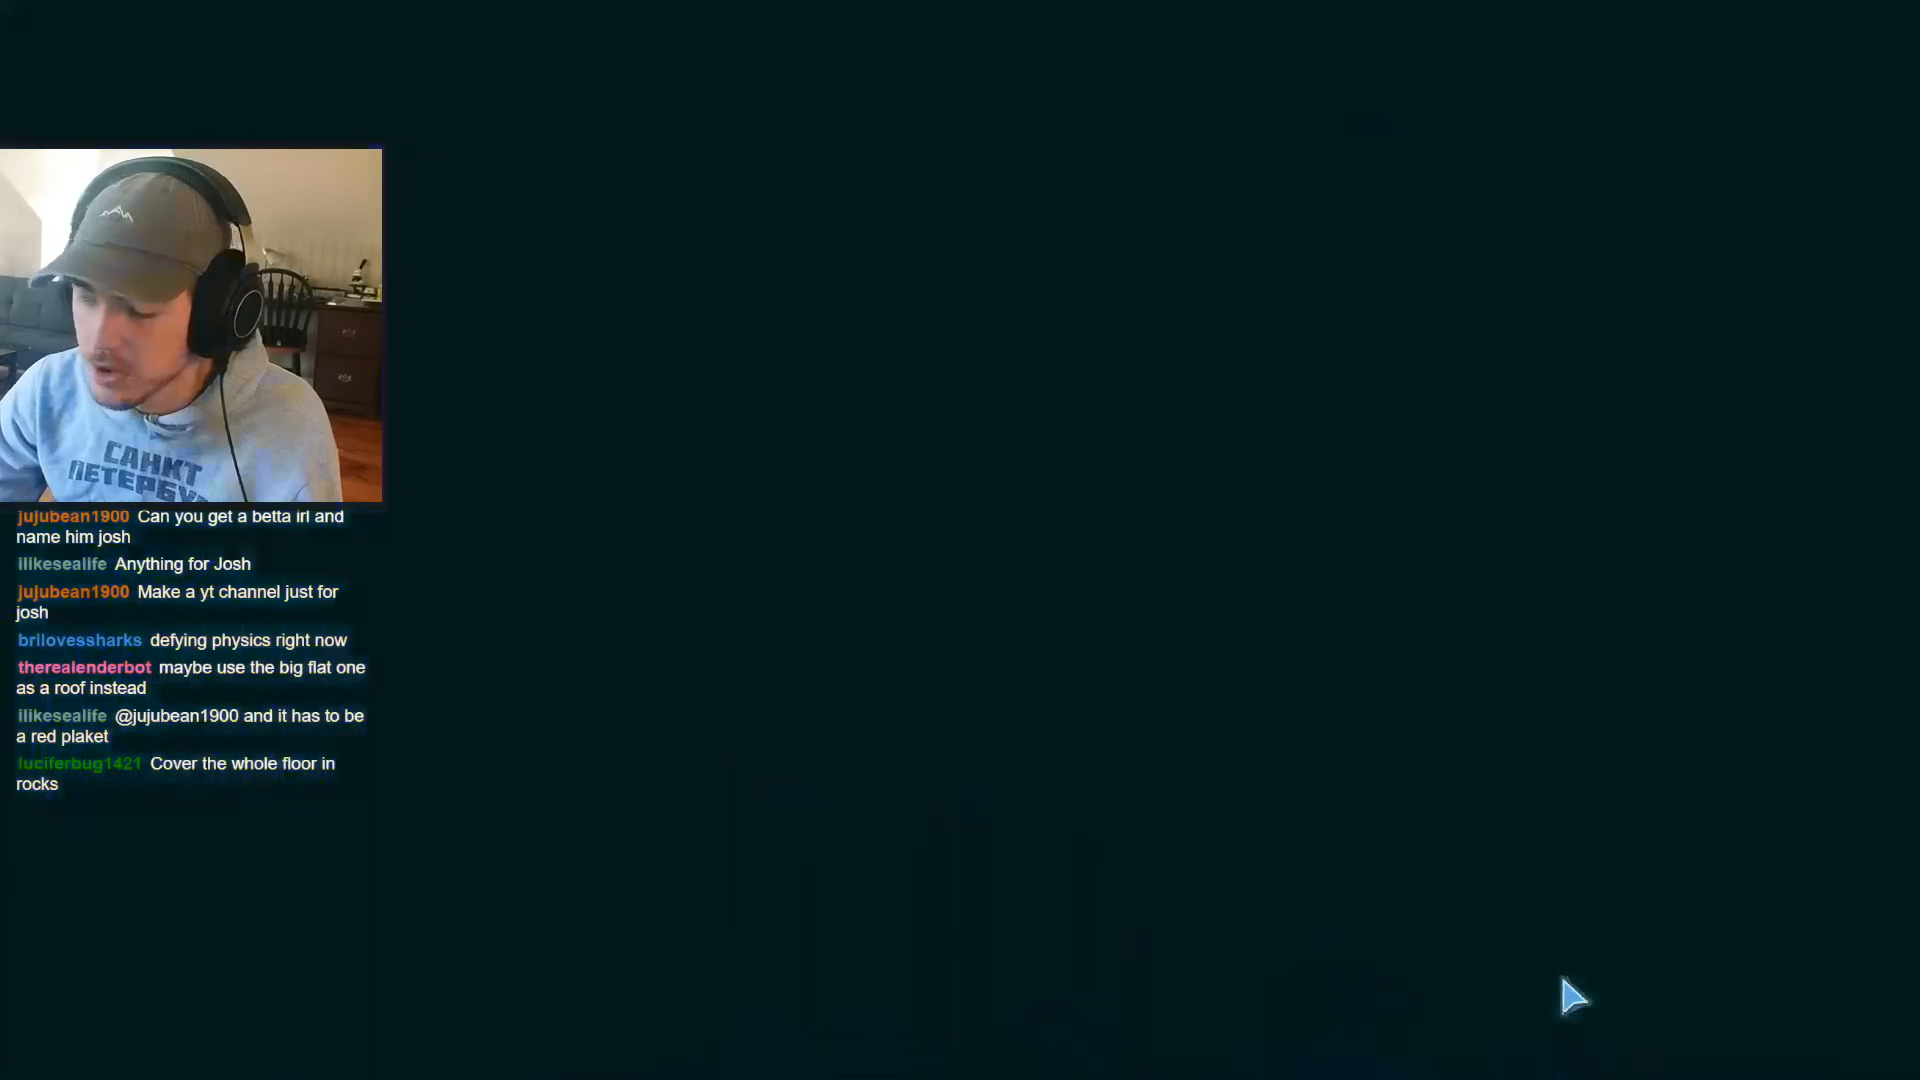 САНКТ
ПЕТЕРБУ
jujubean1900 Can you get a betta irl and
name him josh
ilikesealife Anything for Josh
jujubean1900 Make a yt channel just for
josh
brilovessharks defying physics right now
therealenderbot maybe use the big flat one
as a roof instead
ilikesealife @jujubean1900 and it has to be
a red plaket
luciferbug1421 Cover the whole floor in
rocks